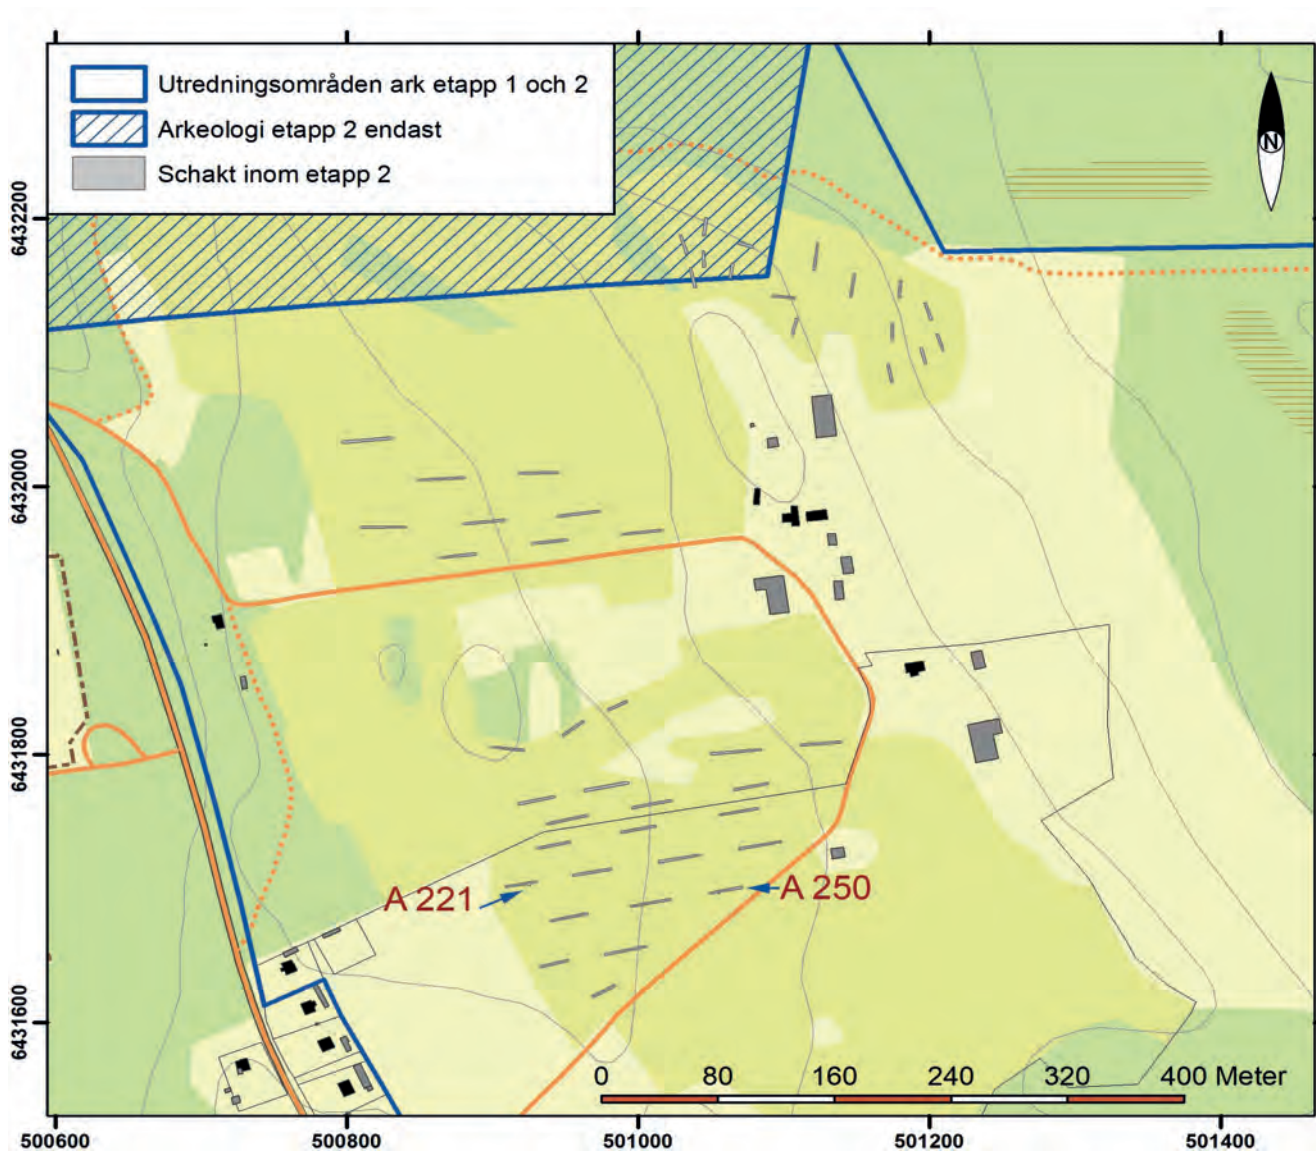 Utredningsområden ark etapp 1 och 2
Arkeologi etapp 2 endast
Schakt inom etapp 2
N
6432200
6432000
6431800
6431600
A 221
A 250
0 80 160 240 320 400 Meter
500600 500800 501000 501200 501400